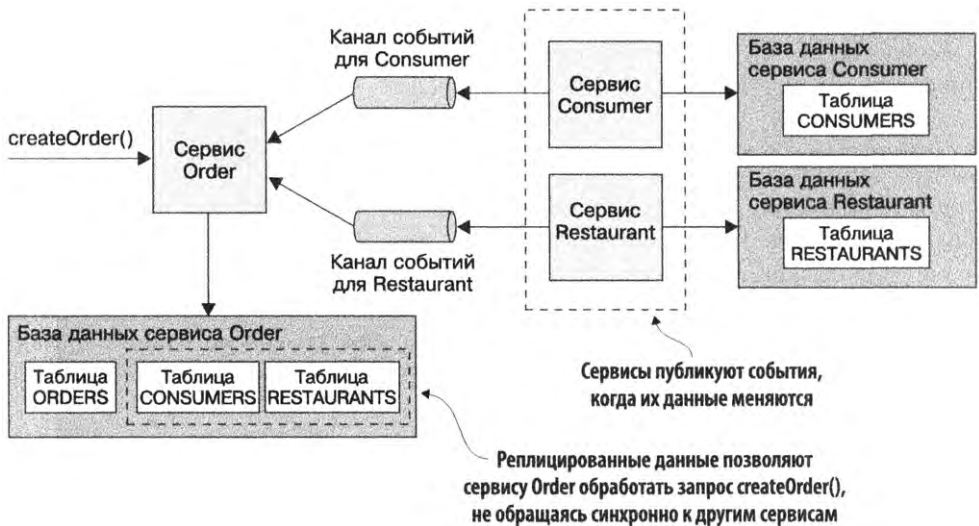 Канал событий
для Consumer
Сервис
Consumer
База данных
сервиса Consumer
Таблица
CONSUMERS
createOrder()
Сервис
Order
Сервис
Restaurant
База данных
сервиса Restaurant
Таблица
RESTAURANTS
Канал событий
для Restaurant
База данных сервиса Order
Таблица
ORDERS
Таблица
CONSUMERS
Таблица
RESTAURANTS
Сервисы публикуют события,
когда их данные меняются
Реплицированные данные позволяют
сервису Order обработать запрос createOrder(),
не обращаясь синхронно к другим сервисам